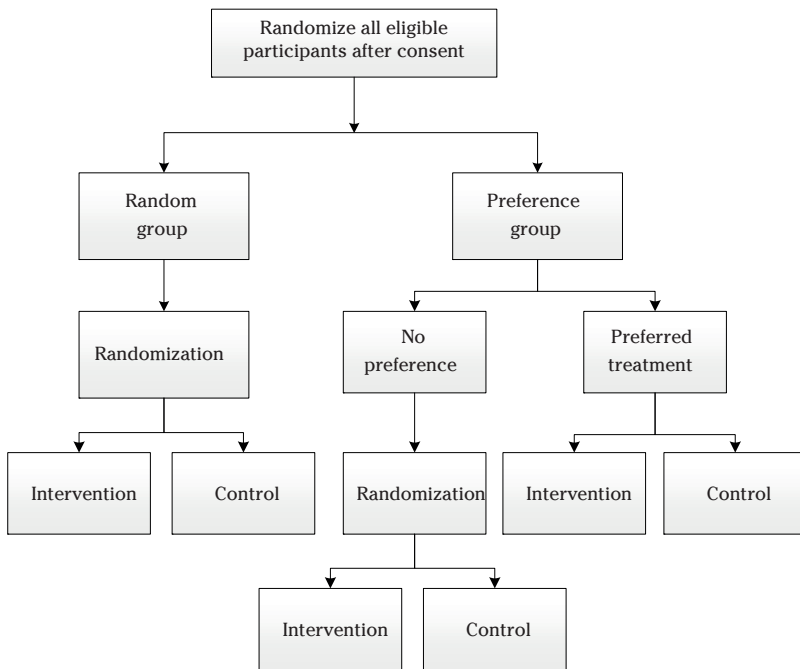 Randomize all eligible
participants after consent
Random
group
Preference
group
Randomization
No
preference
Preferred
treatment
Intervention
Control
Randomization
Intervention
Control
Intervention
Control